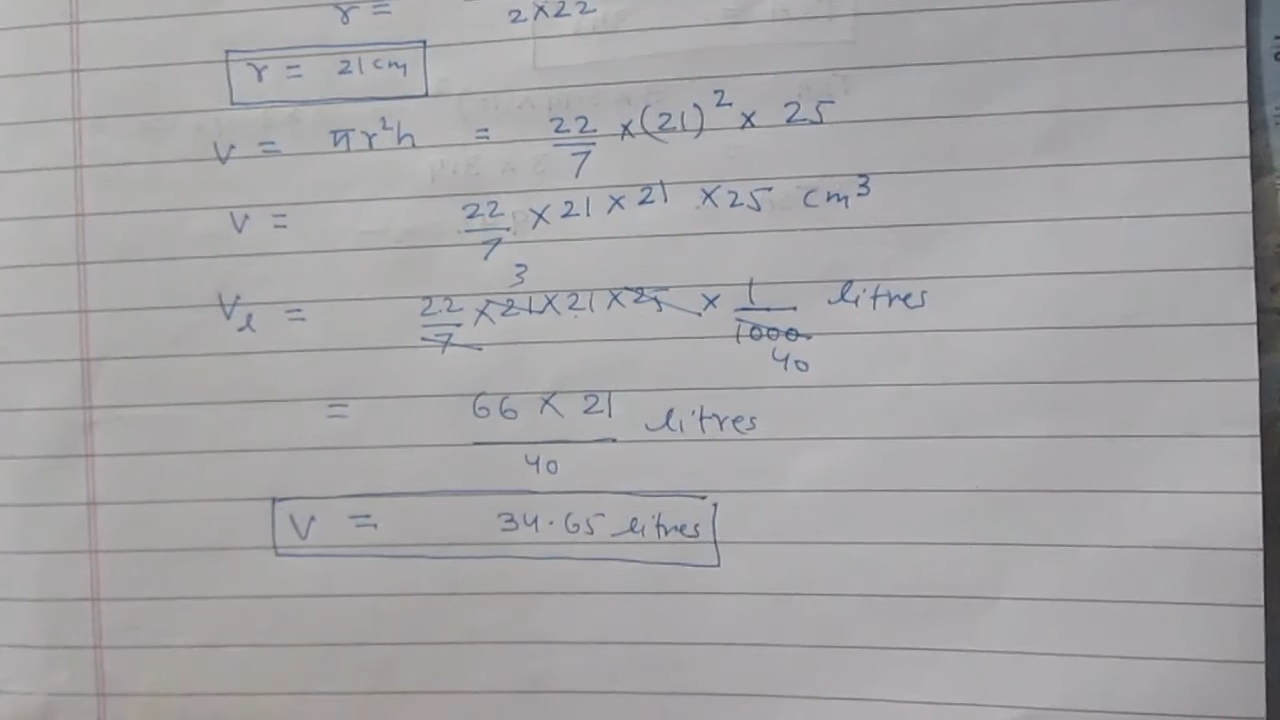 r = 2×22
r = 21 cm
V = πr²h = 22/7 ×(21)² × 25
V = 22/7 × 21 × 21 × 25 cm³
3
Vl = 22/7 × 21 × 21 × 25 × 1/1000 litres
40
= 66 × 21/40 litres
V = 34.65 litres